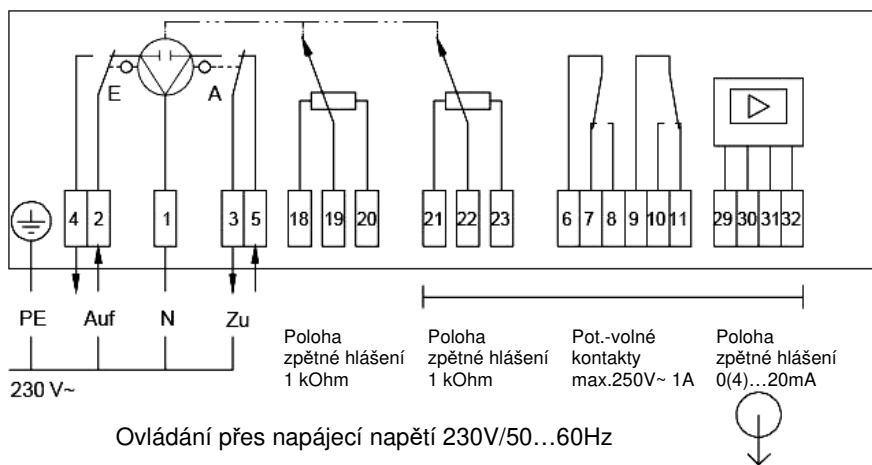 E A
4 2 1 3 5 18 19 20 21 22 23 6 7 8 9 10 11 29 30 31 32
PE Auf N Zu
230 V~
Poloha
zpětné hlášení
1 kOhm
Poloha
zpětné hlášení
1 kOhm
Pot.-volné
kontakty
max.250V~ 1A
Poloha
zpětné hlášení
0(4)...20mA
Ovládání přes napájecí napětí 230V/50...60Hz